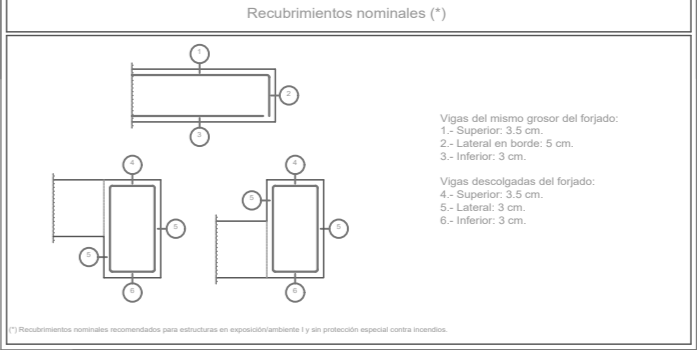 Recubrimientos nominales (*)
1
2
3
Vigas del mismo grosor del forjado:
1.- Superior: 3.5 cm.
2.- Lateral en borde: 5 cm.
3.- Inferior: 3 cm.
Vigas descolgadas del forjado:
4.- Superior: 3.5 cm.
5.- Lateral: 3 cm.
6.- Inferior: 3 cm.
4
5
5
6
4
5
5
6
(*) Recubrimientos nominales recomendados para estructuras en exposición/ambiente I y sin protección especial contra incendios.